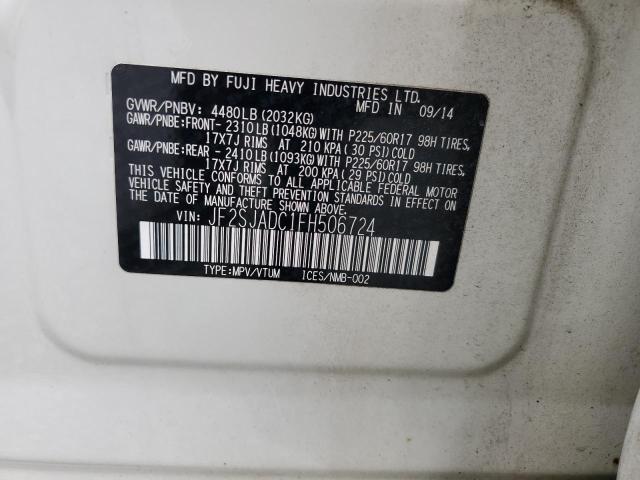 MFD BY FUJI HEAVY INDUSTRIES LTD.
GVWR/PNBV: 4480LB (2032KG) MFD IN 09/14
GAWR/PNBE:FRONT- 2310LB (1048KG) WITH P225/60R17 98H TIRES,
17X7J RIMS AT 210 KPA ( 30 PSI) COLD
GAWR/PNBE:REAR - 2410LB (1093KG) WITH P225/60R17 98H TIRES,
17X7J RIMS AT 200 KPA ( 29 PSI) COLD
THIS VEHICLE CONFORMS TO ALL APPLICABLE FEDERAL MOTOR
VEHICLE SAFETY AND THEFT PREVENTION STANDARDS IN EFFECT ON
THE DATE OF MANUFACTURE SHOWN ABOVE.
VIN: JF2SJADC1FH506724
TYPE:MPV/VTUM ICES/NMB-002